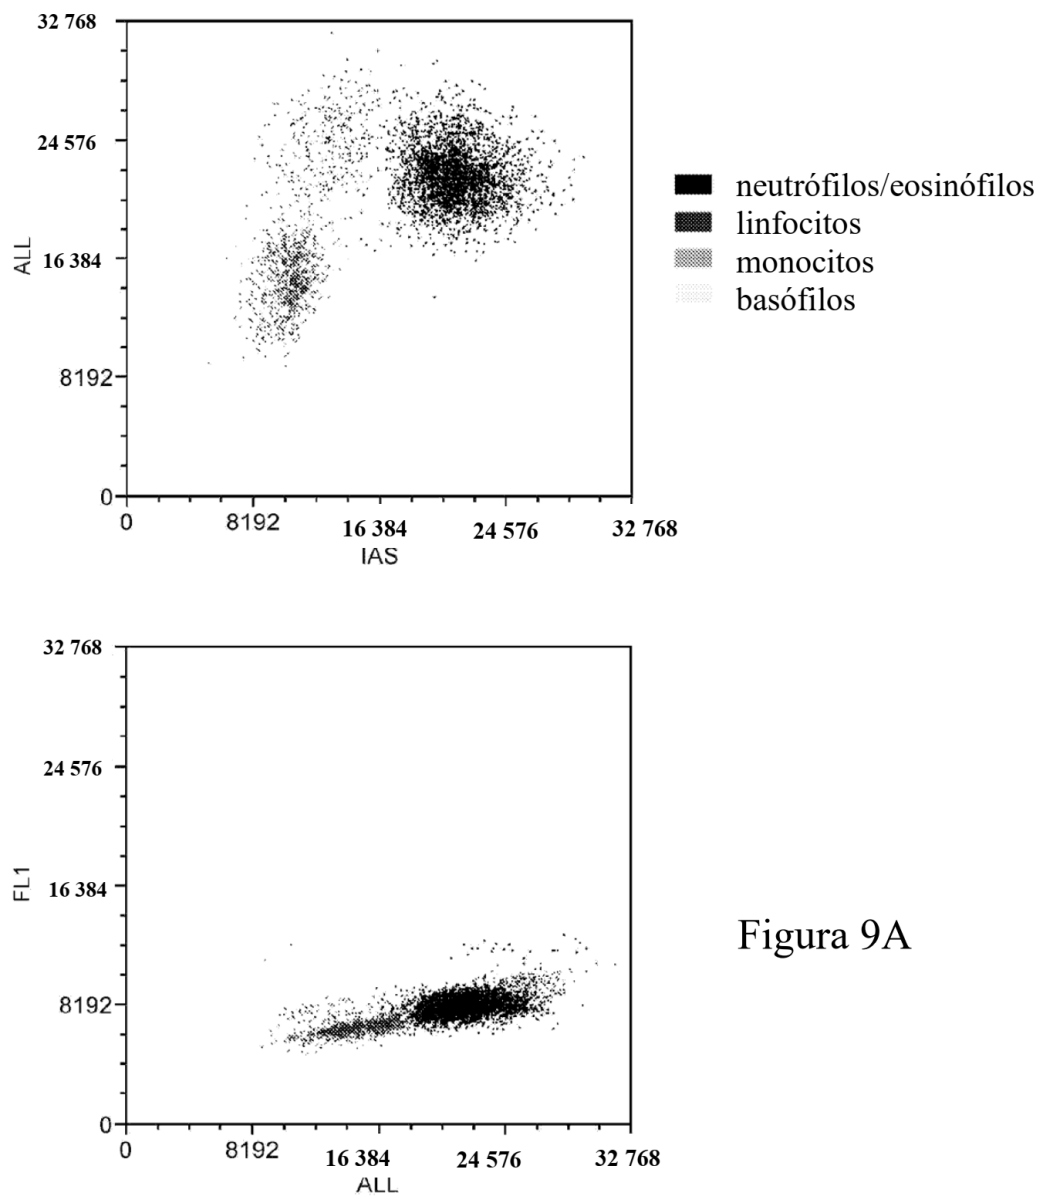 32 768
24 576
ALL
16 384
8192
0
0
8192
16 384
24 576
32 768
IAS
neutrófilos/eosinófilos
linfocitos
monocitos
basófilos
32 768
24 576
FL1
16 384
8192
0
0
8192
16 384
24 576
32 768
ALL
Figura 9A